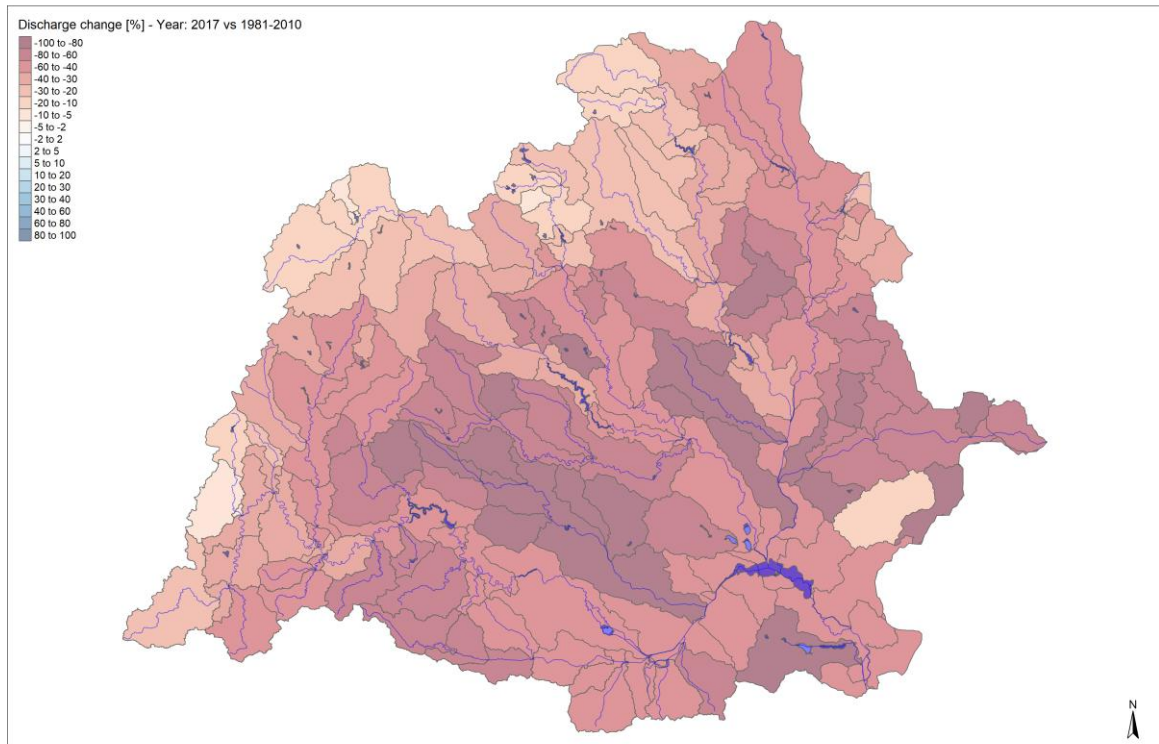 Discharge change [%] - Year: 2017 vs 1981-2010
-100 to -80
-80 to -60
-60 to -40
-40 to -30
-30 to -20
-20 to -10
-10 to -5
-5 to -2
-2 to 2
2 to 5
5 to 10
10 to 20
20 to 30
30 to 40
40 to 60
60 to 80
80 to 100
N